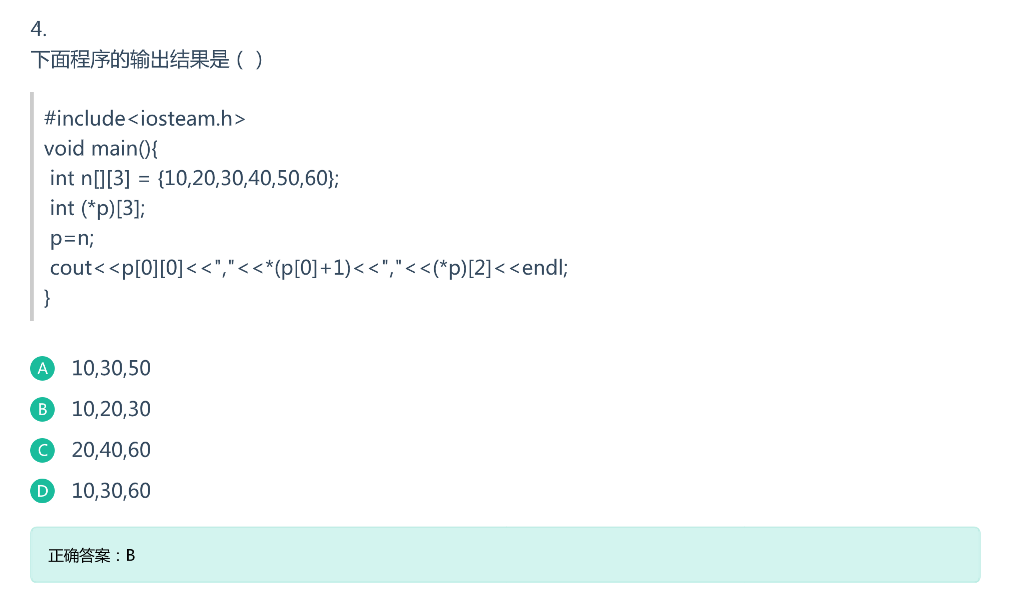 4.
下面程序的输出结果是 (  )
#include<iosteam.h>
void main(){
int n[][3] = {10,20,30,40,50,60};
int (*p)[3];
p=n;
cout<<p[0][0]<<","<<*(p[0]+1)<<","<<(*p)[2]<<endl;
}
A 10,30,50
B 10,20,30
C 20,40,60
D 10,30,60
正确答案：B